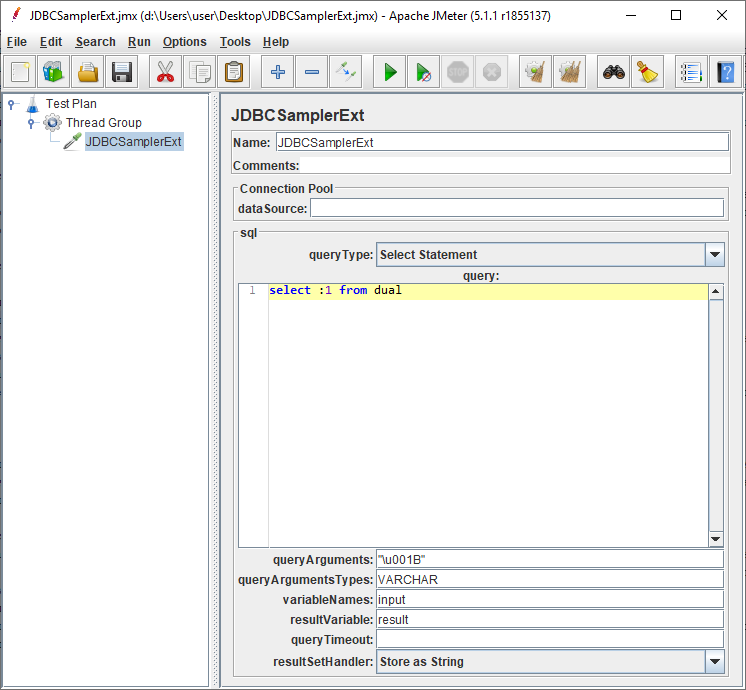 JDBCSamplerExt.jmx (d:\Users\user\Desktop\JDBCSamplerExt.jmx) - Apache JMeter (5.1.1 r1855137)
File Edit Search Run Options Tools Help
STOP
Test Plan
Thread Group
JDBCSamplerExt
JDBCSamplerExt
Name: JDBCSamplerExt
Comments:
Connection Pool
dataSource:
sql
queryType: Select Statement
query:
1 select :1 from dual
queryArguments: "\u001B"
queryArgumentsTypes: VARCHAR
variableNames: input
resultVariable: result
queryTimeout:
resultSetHandler: Store as String